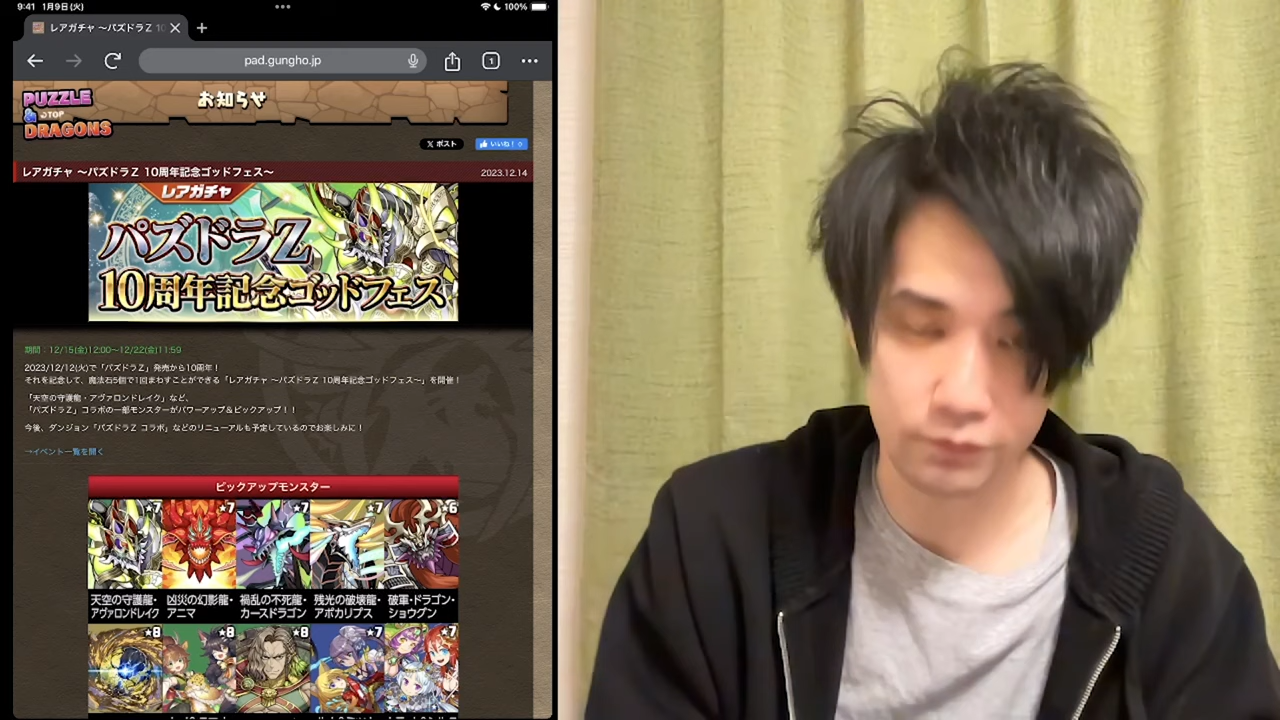 9:41 1月9日(火)
100%
レアガチャ ～パズドラZ 10
pad.gungho.jp
1
PUZZLE
&
STOP
DRAGONS
お知らせ
X ポスト
いいね！ 0
レアガチャ ～パズドラZ 10周年記念ゴッドフェス～
2023.12.14
レアガチャ
パズドラZ
10周年記念ゴッドフェス
期間：12/15(金)12:00～12/22(金)11:59
2023/12/12(火)で「パズドラZ」発売から10周年！
それを記念して、魔法石5個で1回まわすことができる「レアガチャ ～パズドラZ 10周年記念ゴッドフェス～」を開催！
「天空の守護龍・アヴァロンドレイク」など、
「パズドラZ」コラボの一部モンスターがパワーアップ＆ピックアップ！！
今後、ダンジョン「パズドラZ コラボ」などのリニューアルも予定しているのでお楽しみに！
→イベント一覧を開く
ピックアップモンスター
★7 ★7 ★7 ★7 ★6
天空の守護龍・アヴァロンドレイク
凶災の幻影龍・アニマ
禍乱の不死龍・カースドラゴン
残光の破壊龍・アポカリプス
破軍・ドラゴン・ショウグン
★8 ★8 ★8 ★7 ★7